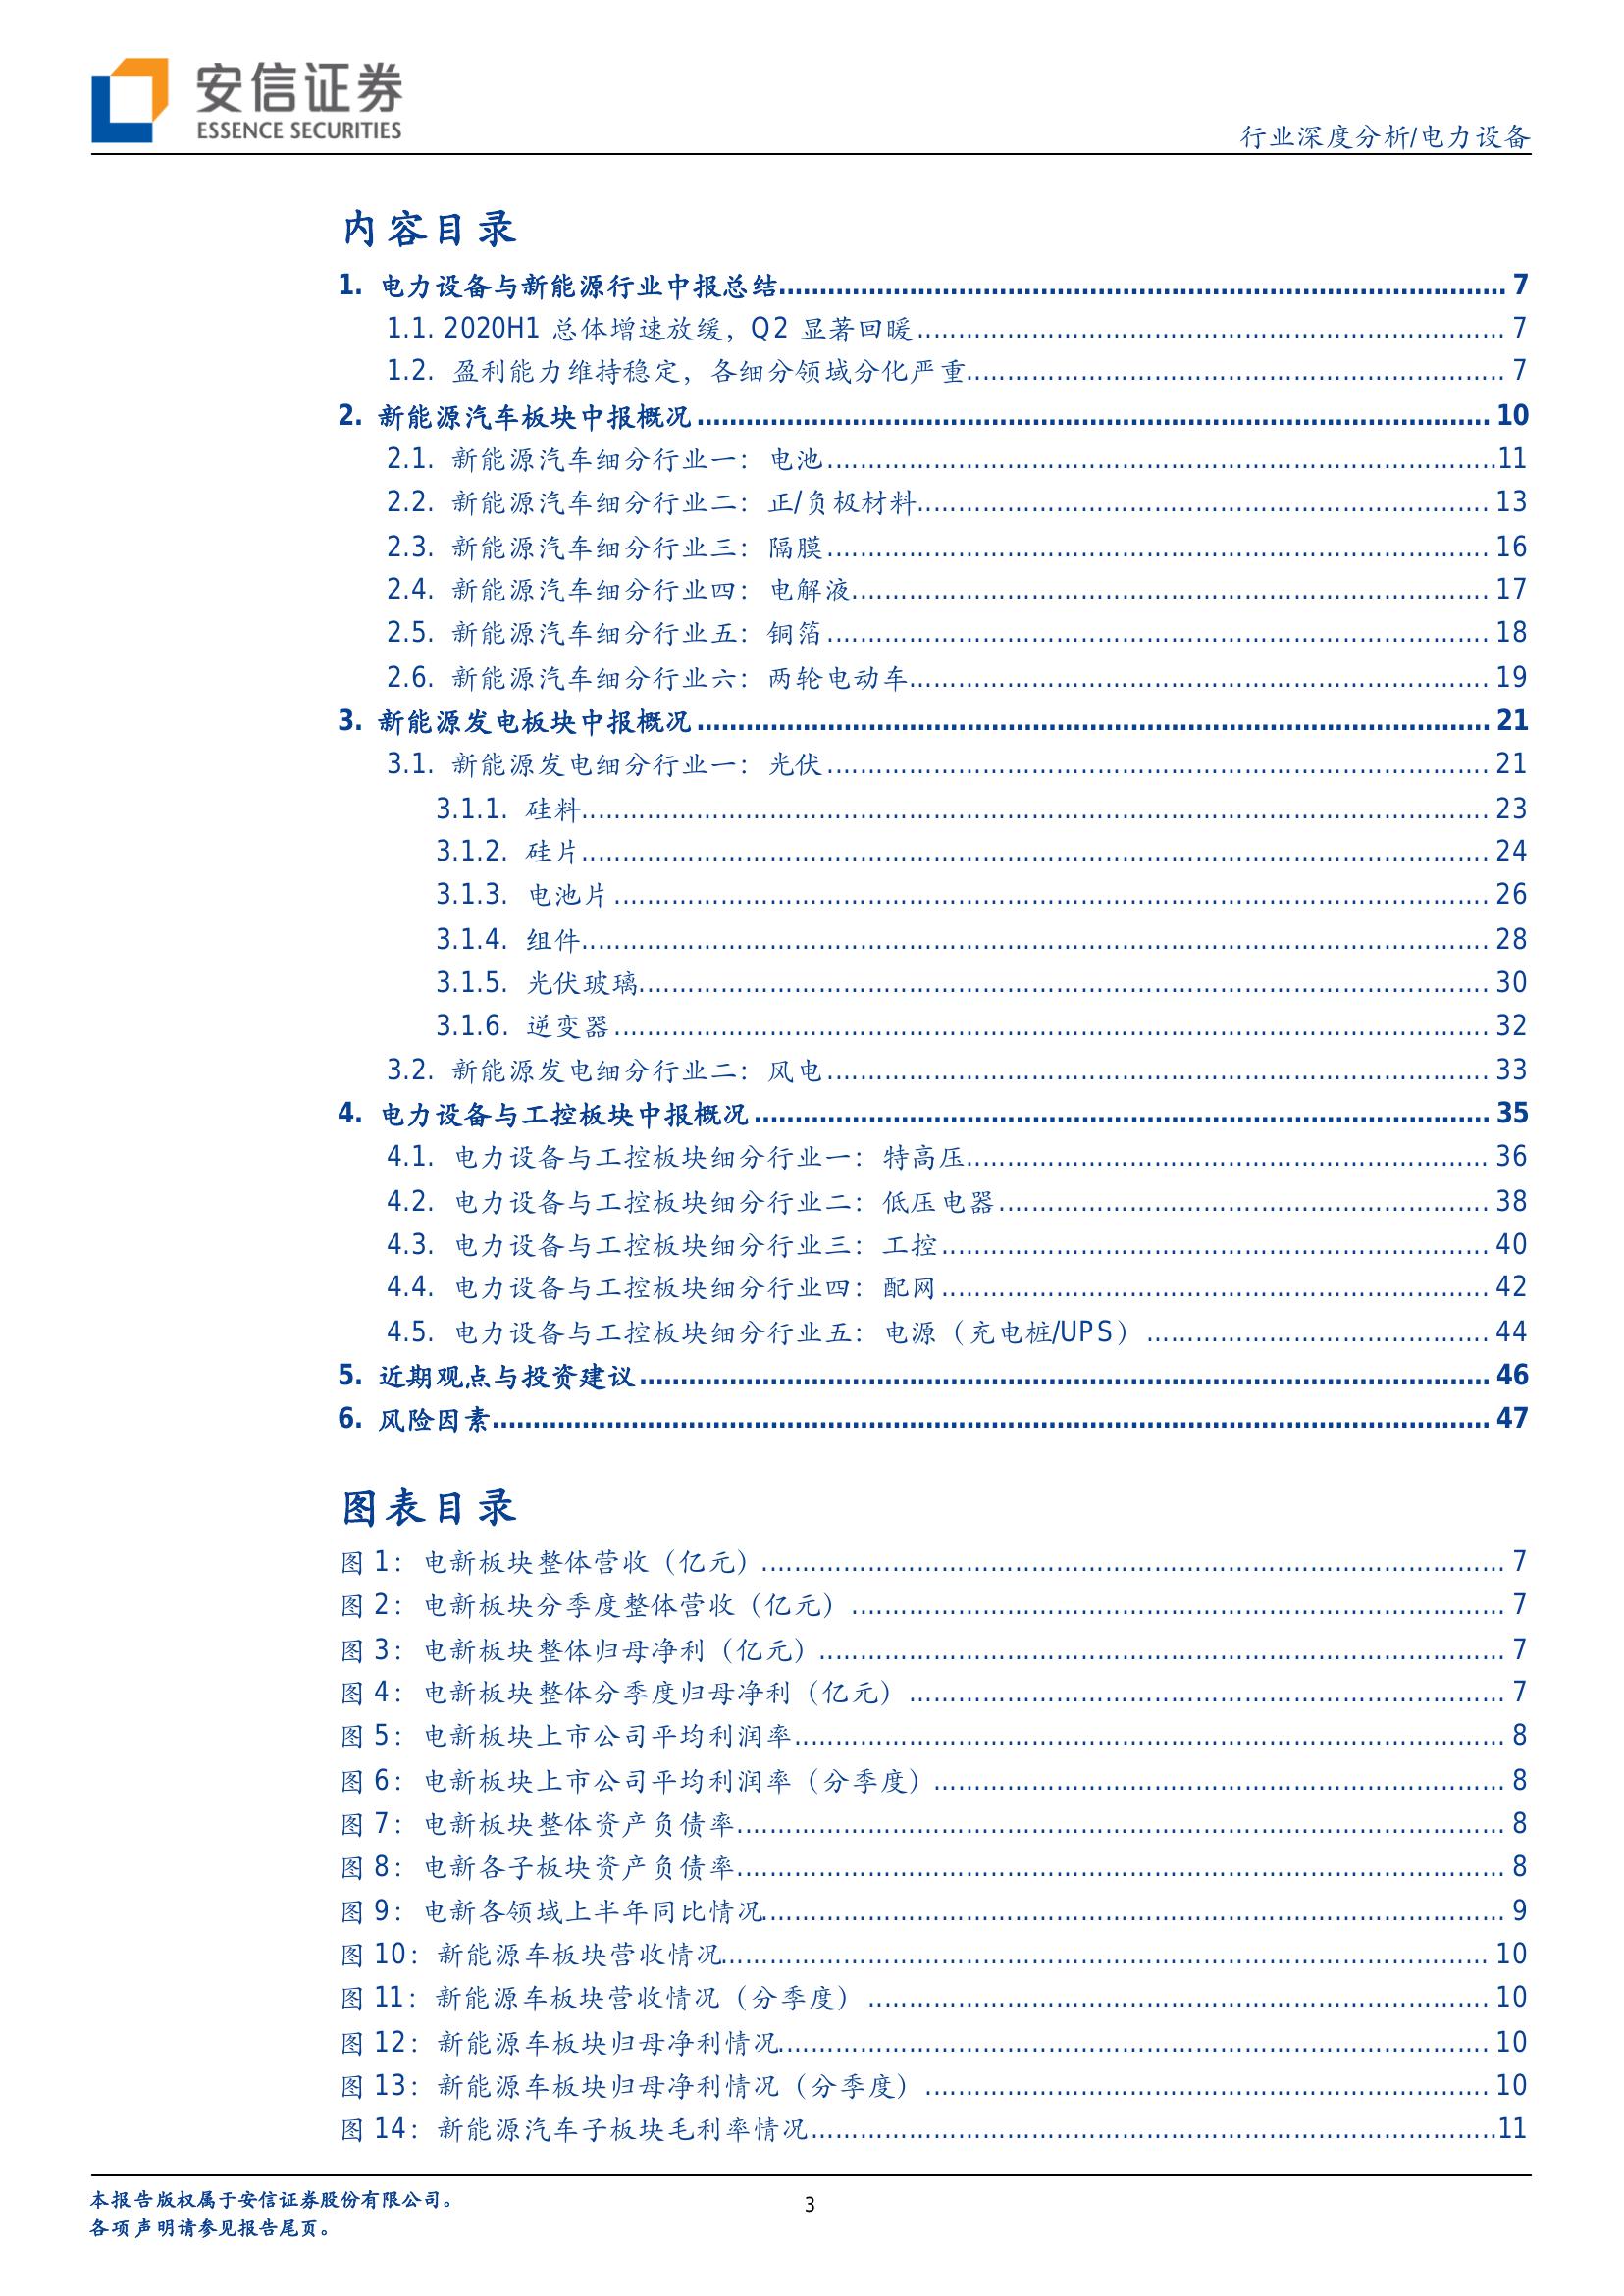 安信证券
ESSENCE SECURITIES
行业深度分析/电力设备
内容目录
1. 电力设备与新能源行业中报总结 7
1.1. 2020H1 总体增速放缓，Q2 显著回暖 7
1.2. 盈利能力维持稳定，各细分领域分化严重 7
2. 新能源汽车板块中报概况 10
2.1. 新能源汽车细分行业一：电池 11
2.2. 新能源汽车细分行业二：正/负极材料 13
2.3. 新能源汽车细分行业三：隔膜 16
2.4. 新能源汽车细分行业四：电解液 17
2.5. 新能源汽车细分行业五：铜箔 18
2.6. 新能源汽车细分行业六：两轮电动车 19
3. 新能源发电板块中报概况 21
3.1. 新能源发电细分行业一：光伏 21
3.1.1. 硅料 23
3.1.2. 硅片 24
3.1.3. 电池片 26
3.1.4. 组件 28
3.1.5. 光伏玻璃 30
3.1.6. 逆变器 32
3.2. 新能源发电细分行业二：风电 33
4. 电力设备与工控板块中报概况 35
4.1. 电力设备与工控板块细分行业一：特高压 36
4.2. 电力设备与工控板块细分行业二：低压电器 38
4.3. 电力设备与工控板块细分行业三：工控 40
4.4. 电力设备与工控板块细分行业四：配网 42
4.5. 电力设备与工控板块细分行业五：电源（充电桩/UPS） 44
5. 近期观点与投资建议 46
6. 风险因素 47
图表目录
图 1：电新板块整体营收（亿元） 7
图 2：电新板块分季度整体营收（亿元） 7
图 3：电新板块整体归母净利（亿元） 7
图 4：电新板块整体分季度归母净利（亿元） 7
图 5：电新板块上市公司平均利润率 8
图 6：电新板块上市公司平均利润率（分季度） 8
图 7：电新板块整体资产负债率 8
图 8：电新各子板块资产负债率 8
图 9：电新各领域上半年同比情况 9
图 10：新能源车板块营收情况 10
图 11：新能源车板块营收情况（分季度） 10
图 12：新能源车板块归母净利情况 10
图 13：新能源车板块归母净利情况（分季度） 10
图 14：新能源汽车子板块毛利率情况 11
本报告版权属于安信证券股份有限公司。
3
各项声明请参见报告尾页。